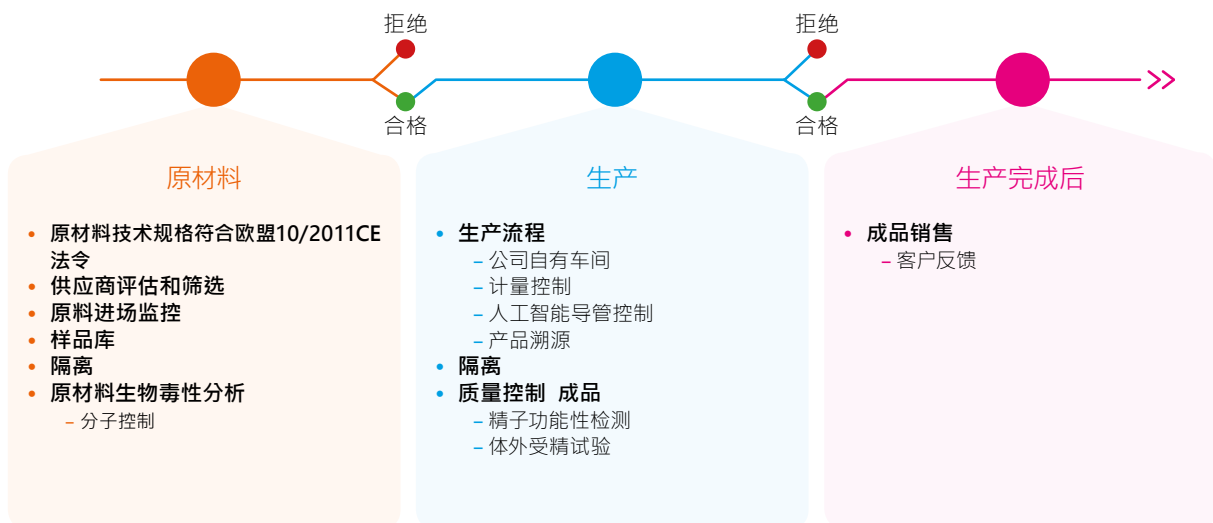 拒绝
拒绝
合格
合格
原材料
• 原材料技术规格符合欧盟10/2011CE
法令
• 供应商评估和筛选
• 原料进场监控
• 样品库
• 隔离
• 原材料生物毒性分析
– 分子控制
生产
• 生产流程
– 公司自有车间
– 计量控制
– 人工智能导管控制
– 产品溯源
• 隔离
• 质量控制 成品
– 精子功能性检测
– 体外受精试验
生产完成后
• 成品销售
– 客户反馈